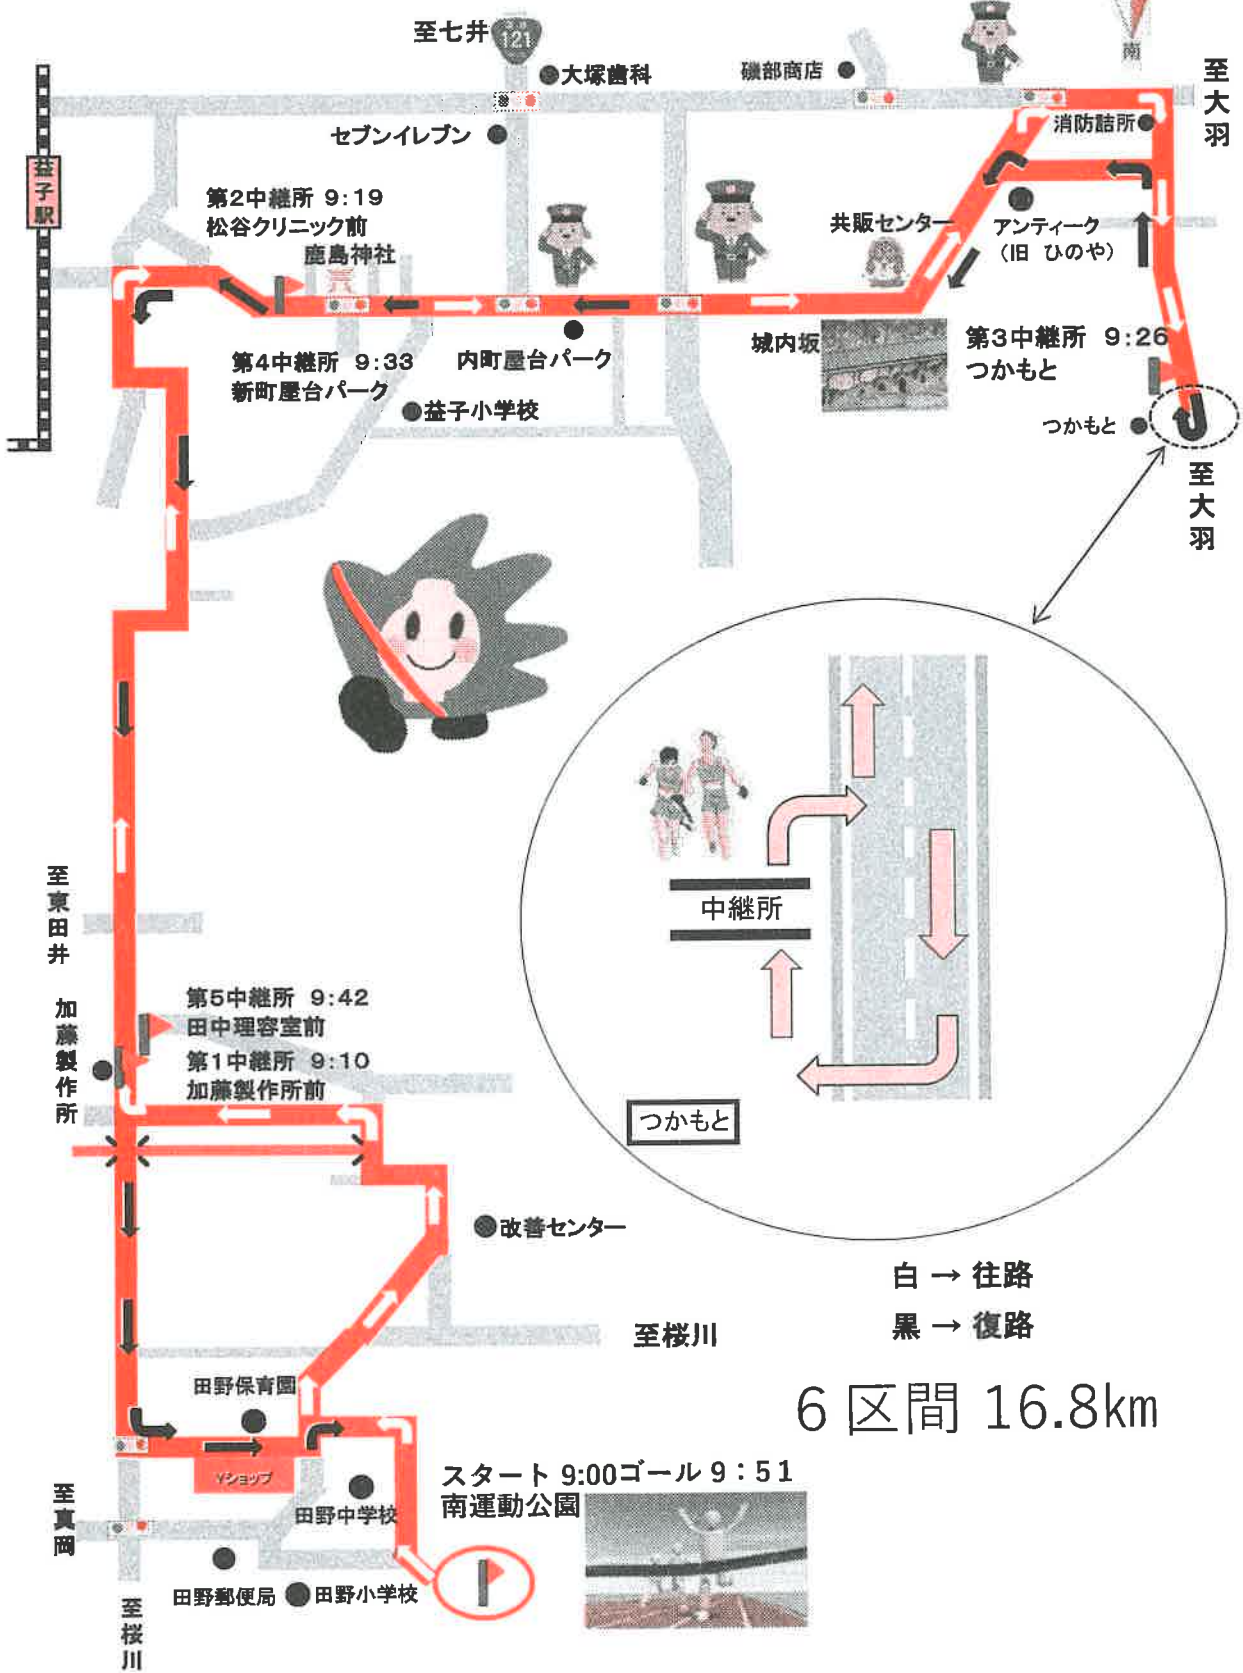 至七井
121
大塚歯科
磯部商店
南
至大羽
セブンイレブン
消防詰所
益子駅
第2中継所 9:19
松谷クリニック前
鹿島神社
共販センター
アンティーク
(旧 ひのや)
第4中継所 9:33
新町屋台パーク
内町屋台パーク
城内坂
第3中継所 9:26
つかもと
益子小学校
つかもと
至大羽
中継所
つかもと
至東田井
加藤製作所
第5中継所 9:42
田中理容室前
第1中継所 9:10
加藤製作所前
改善センター
白 → 往路
黒 → 復路
至桜川
田野保育園
6区間 16.8km
Yショップ
スタート 9:00ゴール 9:51
南運動公園
至真岡
田野中学校
田野郵便局
田野小学校
至桜川